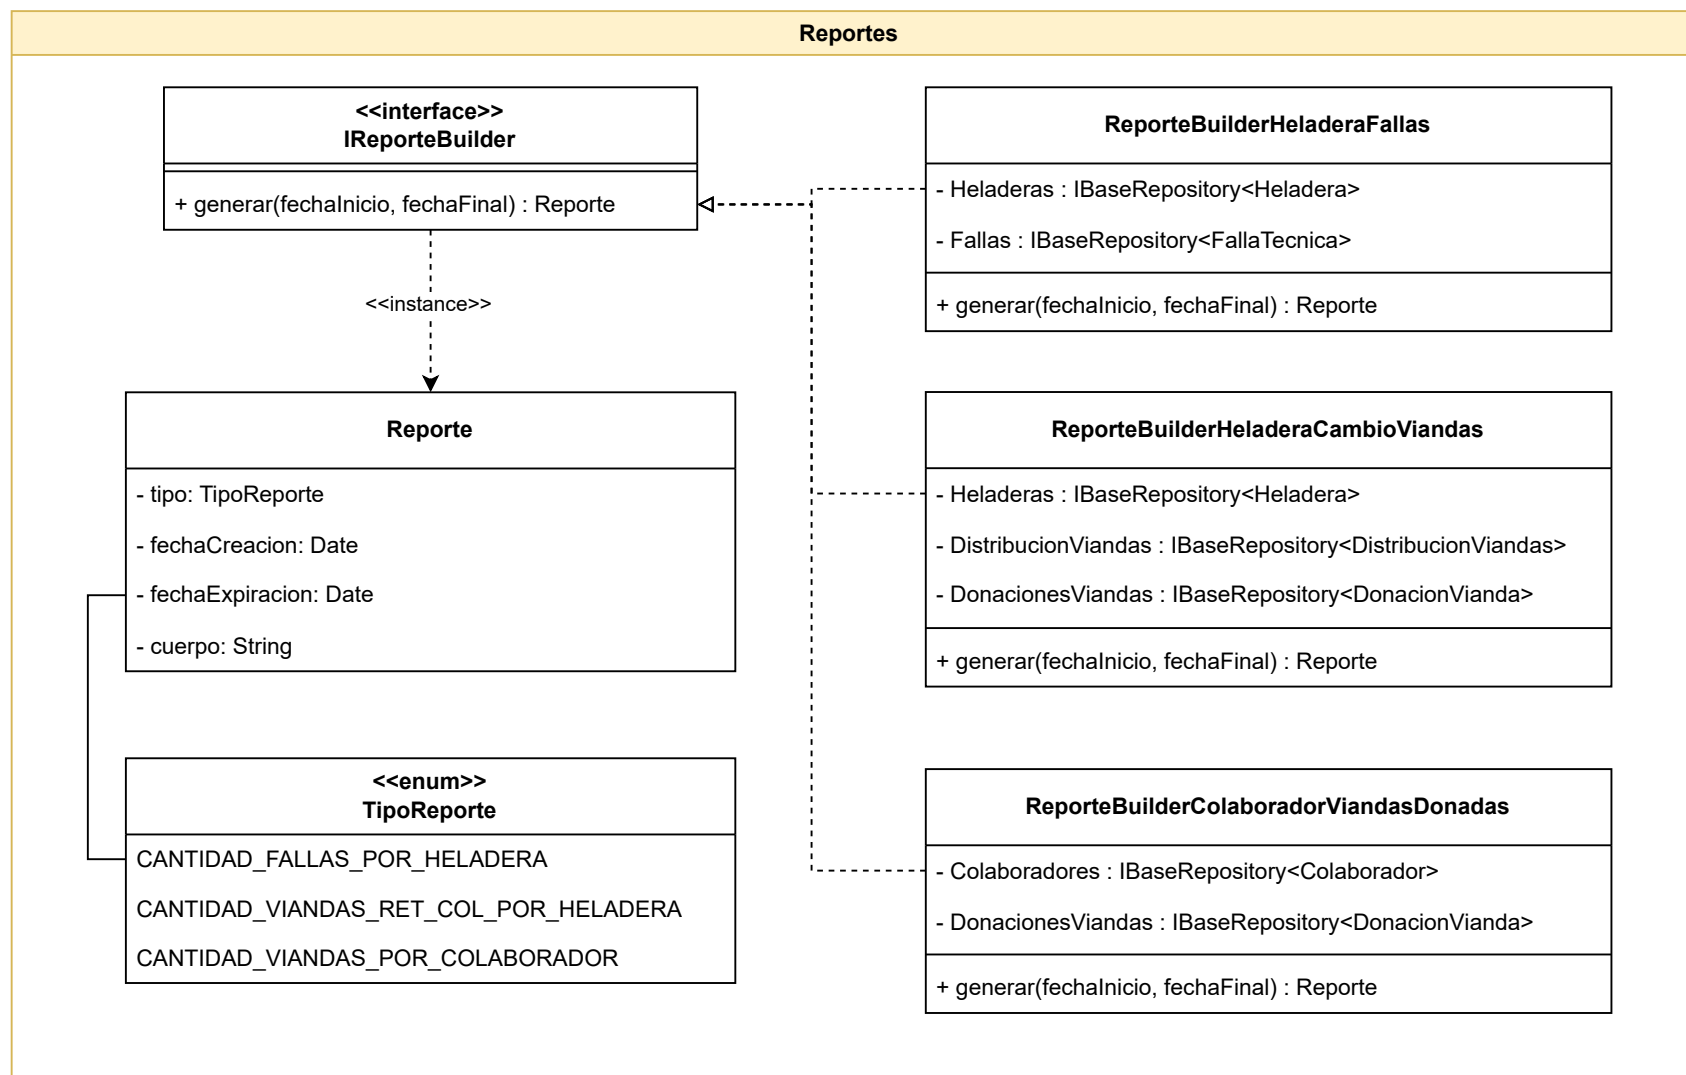 Reportes
<<interface>>
IReporteBuilder
+ generar(fechaInicio, fechaFinal) : Reporte
<<instance>>
Reporte
- tipo: TipoReporte
- fechaCreacion: Date
- fechaExpiracion: Date
- cuerpo: String
<<enum>>
TipoReporte
CANTIDAD_FALLAS_POR_HELADERA
CANTIDAD_VIANDAS_RET_COL_POR_HELADERA
CANTIDAD_VIANDAS_POR_COLABORADOR
ReporteBuilderHeladeraFallas
- Heladeras : IBaseRepository<Heladera>
- Fallas : IBaseRepository<FallaTecnica>
+ generar(fechaInicio, fechaFinal) : Reporte
ReporteBuilderHeladeraCambioViandas
- Heladeras : IBaseRepository<Heladera>
- DistribucionViandas : IBaseRepository<DistribucionViandas>
- DonacionesViandas : IBaseRepository<DonacionVianda>
+ generar(fechaInicio, fechaFinal) : Reporte
ReporteBuilderColaboradorViandasDonadas
- Colaboradores : IBaseRepository<Colaborador>
- DonacionesViandas : IBaseRepository<DonacionVianda>
+ generar(fechaInicio, fechaFinal) : Reporte